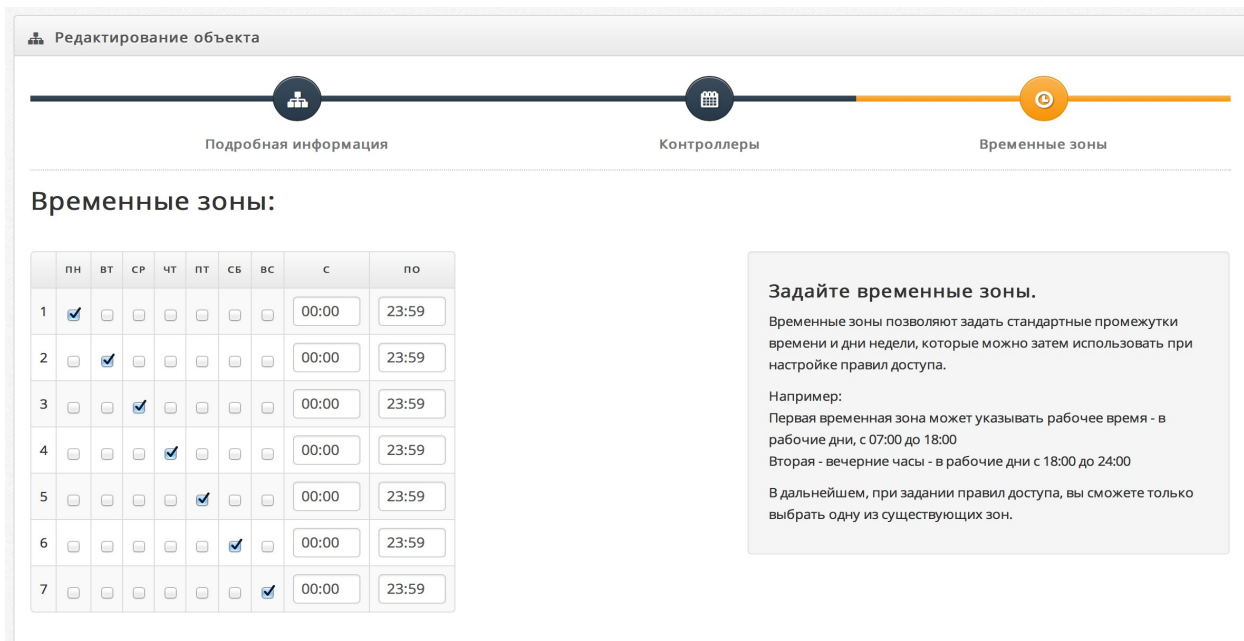 Редактирование объекта
Подробная информация Контроллеры Временные зоны
Временные зоны:
ПН ВТ СР ЧТ ПТ СБ ВС С ПО
1 00:00 23:59
2 00:00 23:59
3 00:00 23:59
4 00:00 23:59
5 00:00 23:59
6 00:00 23:59
7 00:00 23:59
Задайте временные зоны.
Временные зоны позволяют задать стандартные промежутки
времени и дни недели, которые можно затем использовать при
настройке правил доступа.
Например:
Первая временная зона может указывать рабочее время - в
рабочие дни, с 07:00 до 18:00
Вторая - вечерние часы - в рабочие дни с 18:00 до 24:00
В дальнейшем, при задании правил доступа, вы сможете только
выбрать одну из существующих зон.